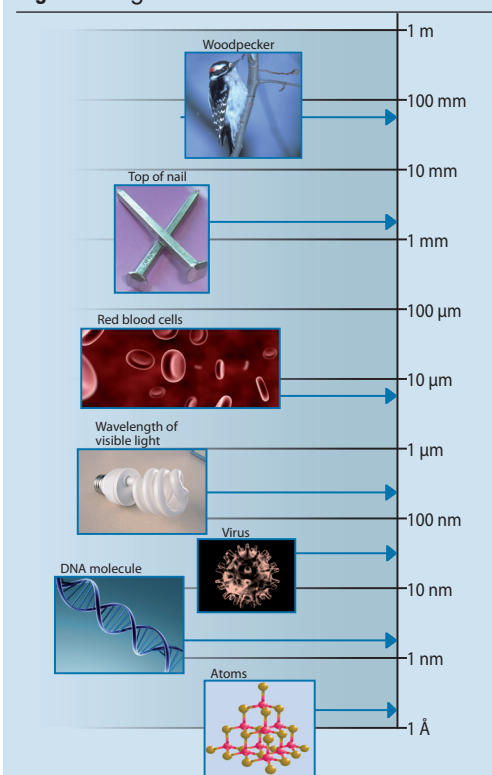 Woodpecker
1 m
100 mm
10 mm
Top of nail
1 mm
100 µm
Red blood cells
10 µm
Wavelength of
visible light
1 µm
100 nm
Virus
10 nm
DNA molecule
1 nm
Atoms
1 Å